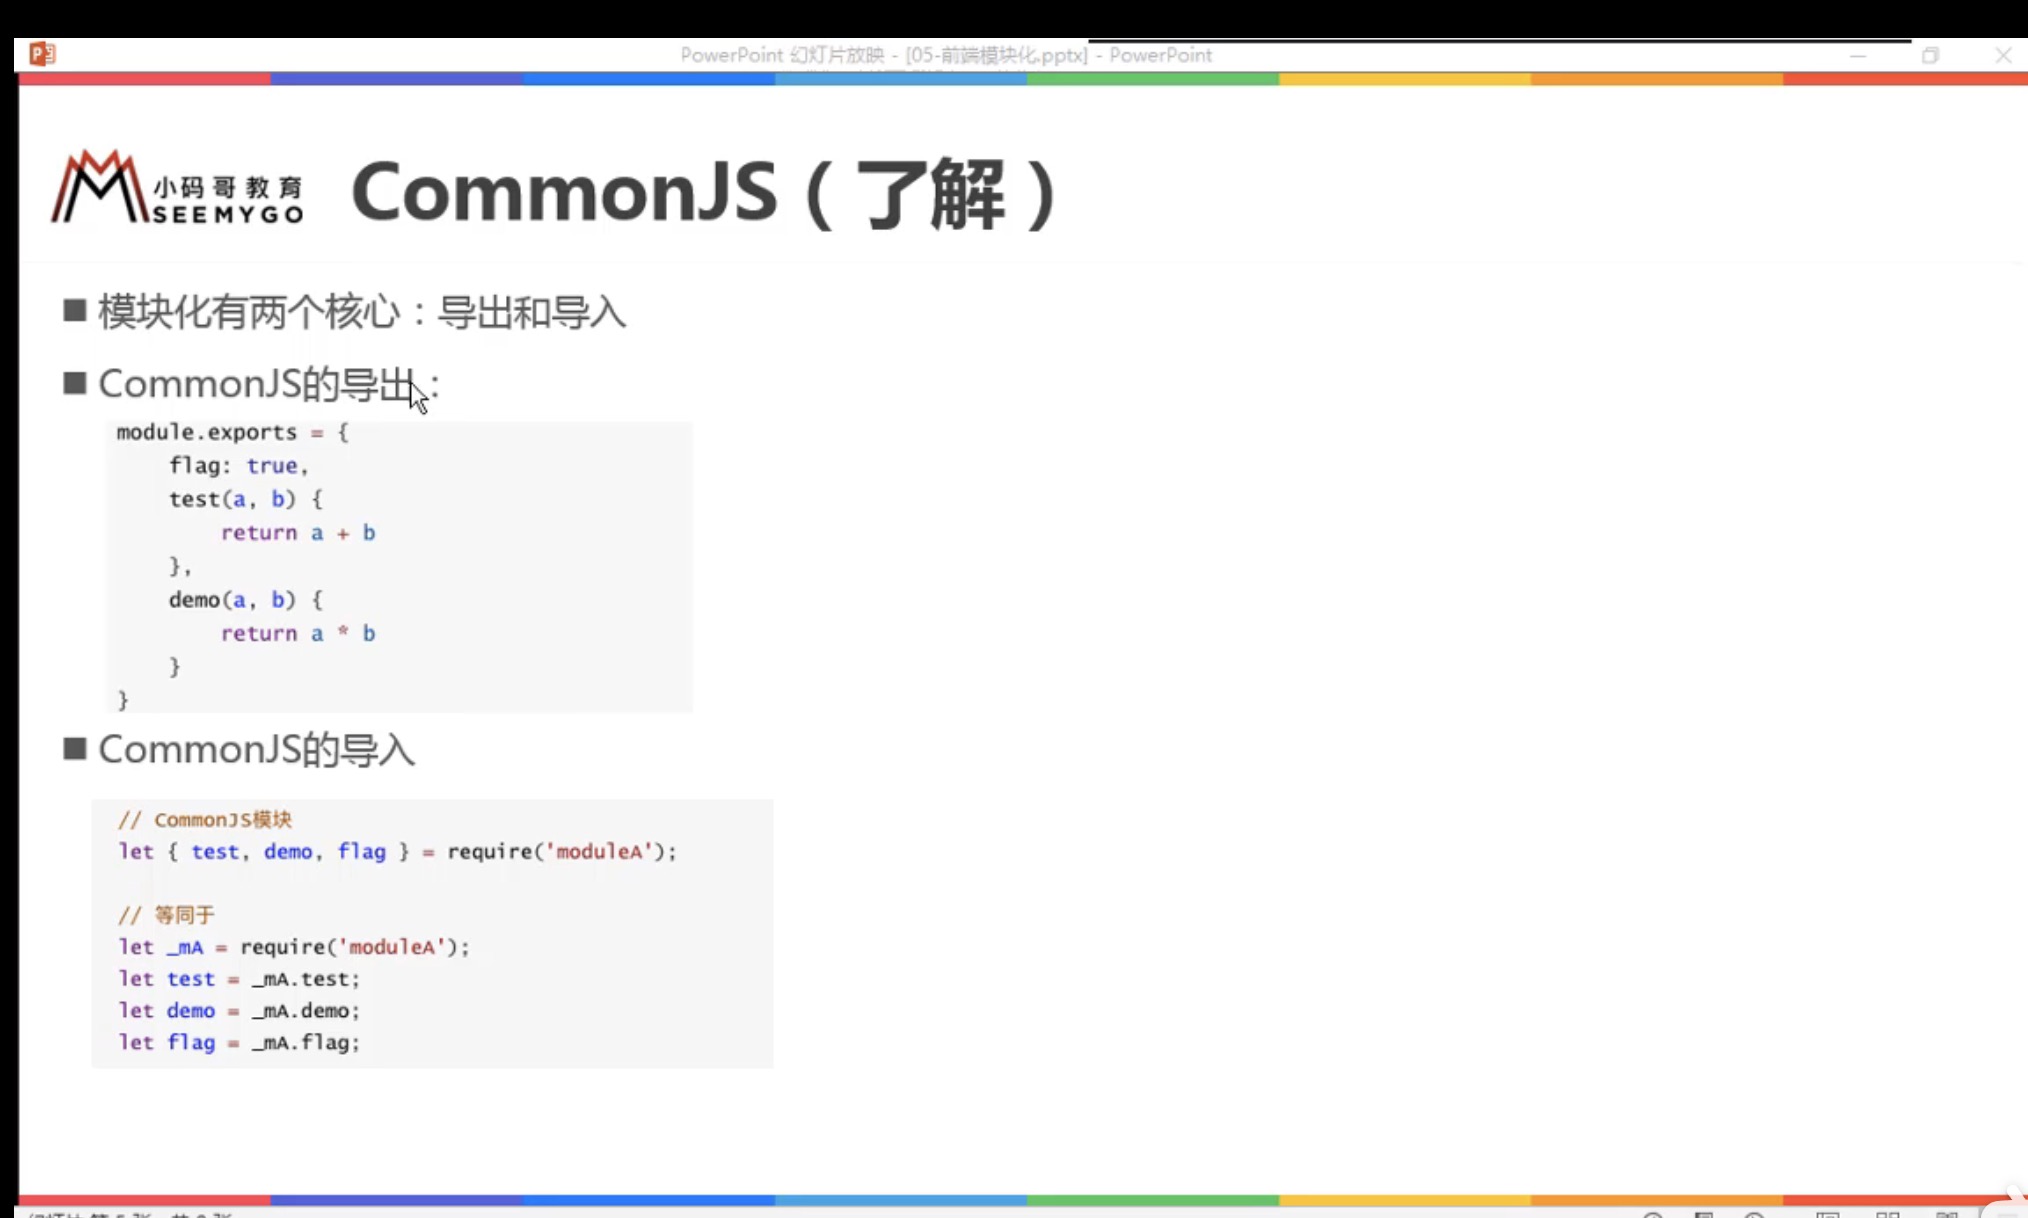 PowerPoint 幻灯片放映 - [05-前端模块化.pptx] - PowerPoint
小码哥教育
SEEMYGO
CommonJS（了解）
■ 模块化有两个核心：导出和导入
■ CommonJS的导出：
module.exports = {
    flag: true,
    test(a, b) {
        return a + b
    },
    demo(a, b) {
        return a * b
    }
}
■ CommonJS的导入
// CommonJS模块
let { test, demo, flag } = require('moduleA');
// 等同于
let _mA = require('moduleA');
let test = _mA.test;
let demo = _mA.demo;
let flag = _mA.flag;